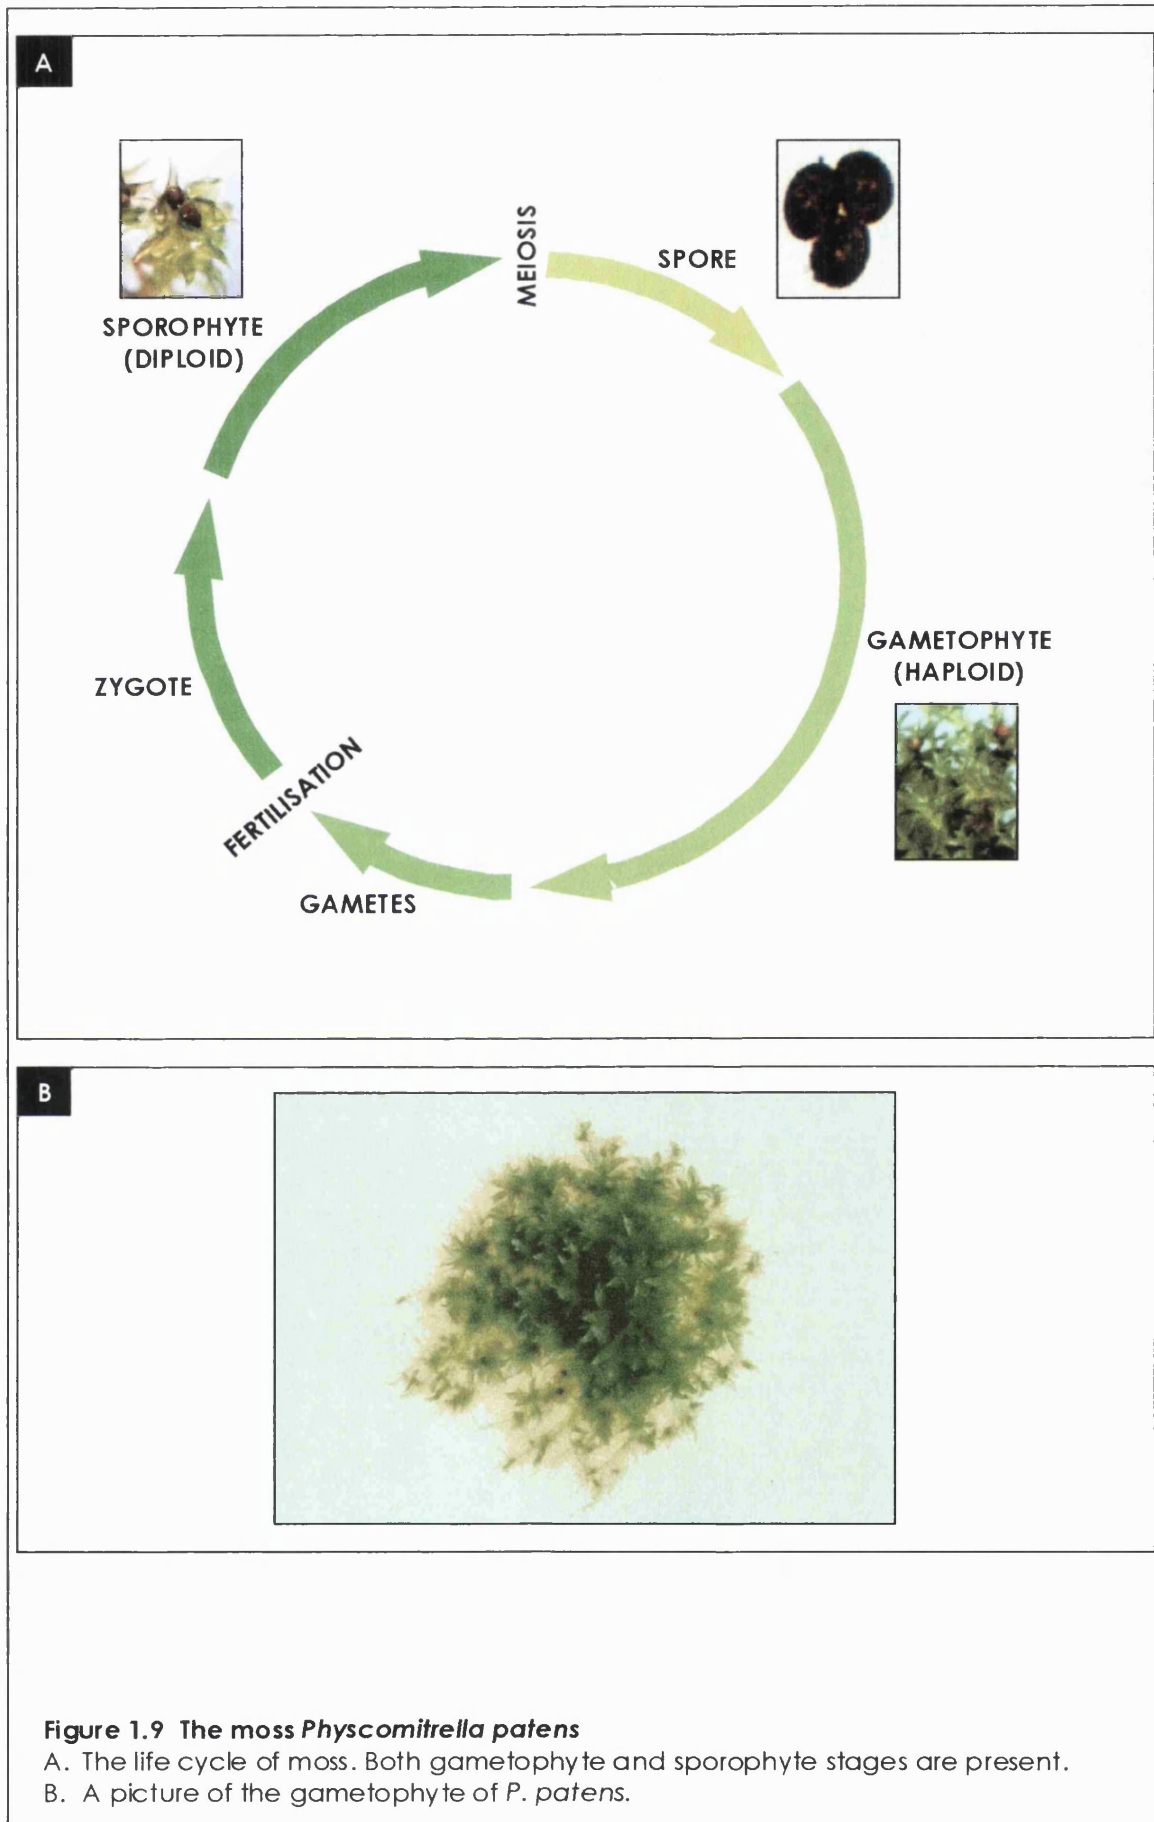 A
MEIOSIS
SPORE
SPOROPHYTE
(DIPLOID)
GAMETOPHYTE
(HAPLOID)
ZYGOTE
FERTILISATION
GAMETES
B
Figure 1.9 The moss Physcomitrella patens
A. The life cycle of moss. Both gametophyte and sporophyte stages are present.
B. A picture of the gametophyte of P. patens.